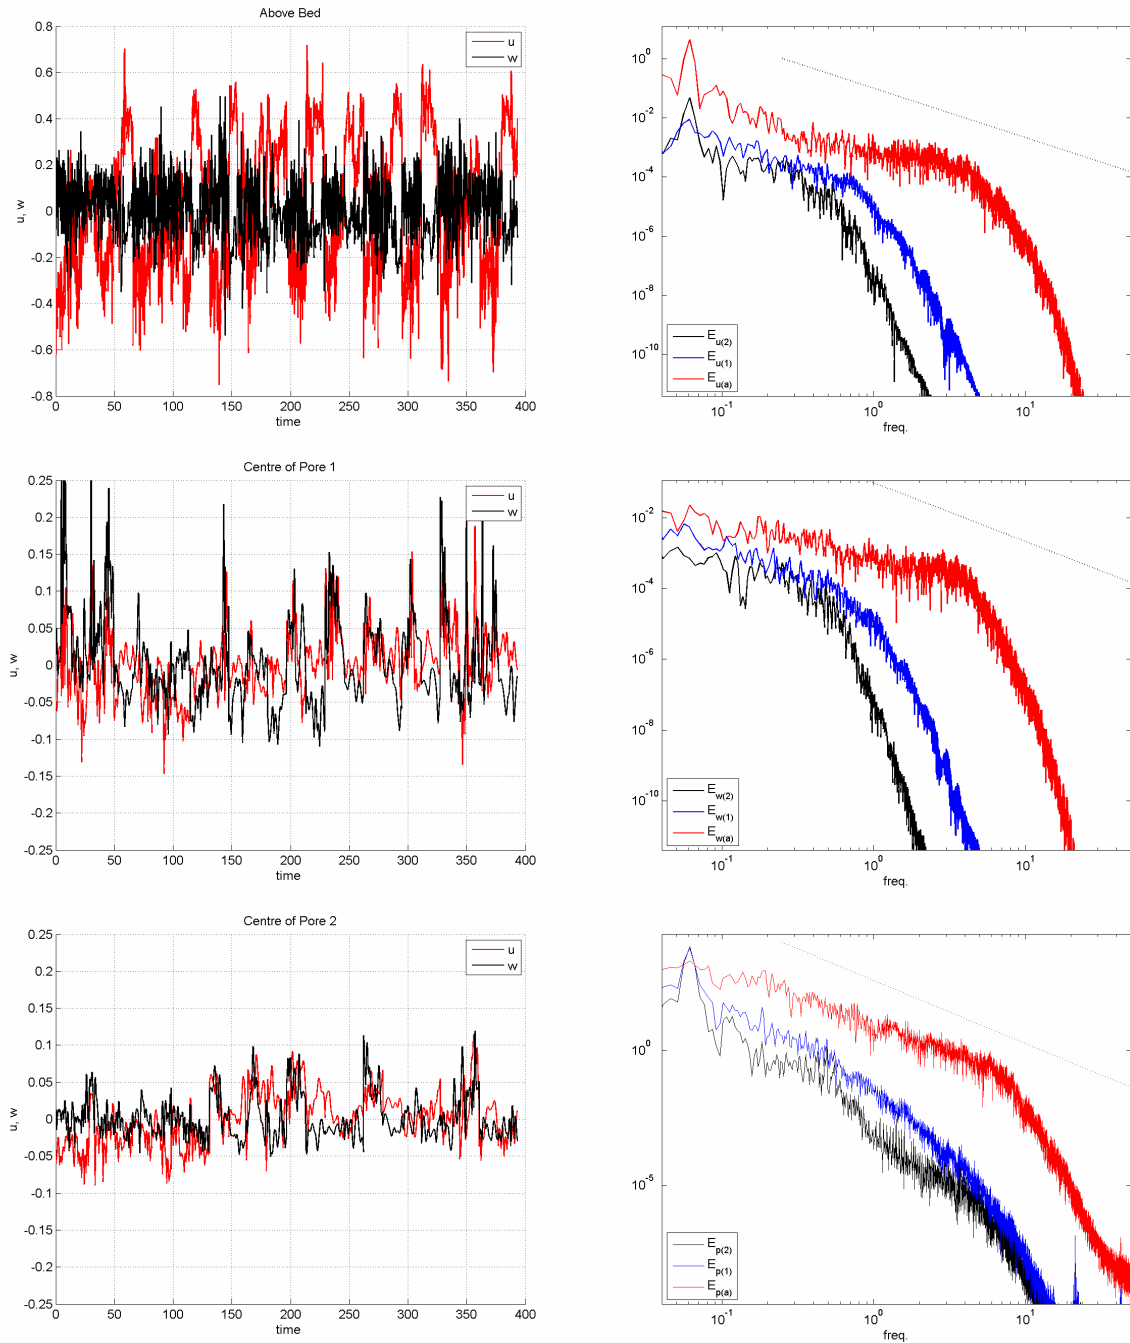 Above Bed
u
w
u, w
0.8
0.6
0.4
0.2
0
-0.2
-0.4
-0.6
-0.8
0 50 100 150 200 250 300 350 400
time
10^0
10^-2
10^-4
10^-6
10^-8
10^-10
E_u(2)
E_u(1)
E_u(a)
10^-1 10^0 10^1
freq.
Centre of Pore 1
u
w
u, w
0.25
0.2
0.15
0.1
0.05
0
-0.05
-0.1
-0.15
-0.2
-0.25
0 50 100 150 200 250 300 350 400
time
10^-2
10^-4
10^-6
10^-8
10^-10
E_w(2)
E_w(1)
E_w(a)
10^-1 10^0 10^1
freq.
Centre of Pore 2
u
w
u, w
0.25
0.2
0.15
0.1
0.05
0
-0.05
-0.1
-0.15
-0.2
-0.25
0 50 100 150 200 250 300 350 400
time
10^0
10^-5
E_p(2)
E_p(1)
E_p(a)
10^-1 10^0 10^1
freq.